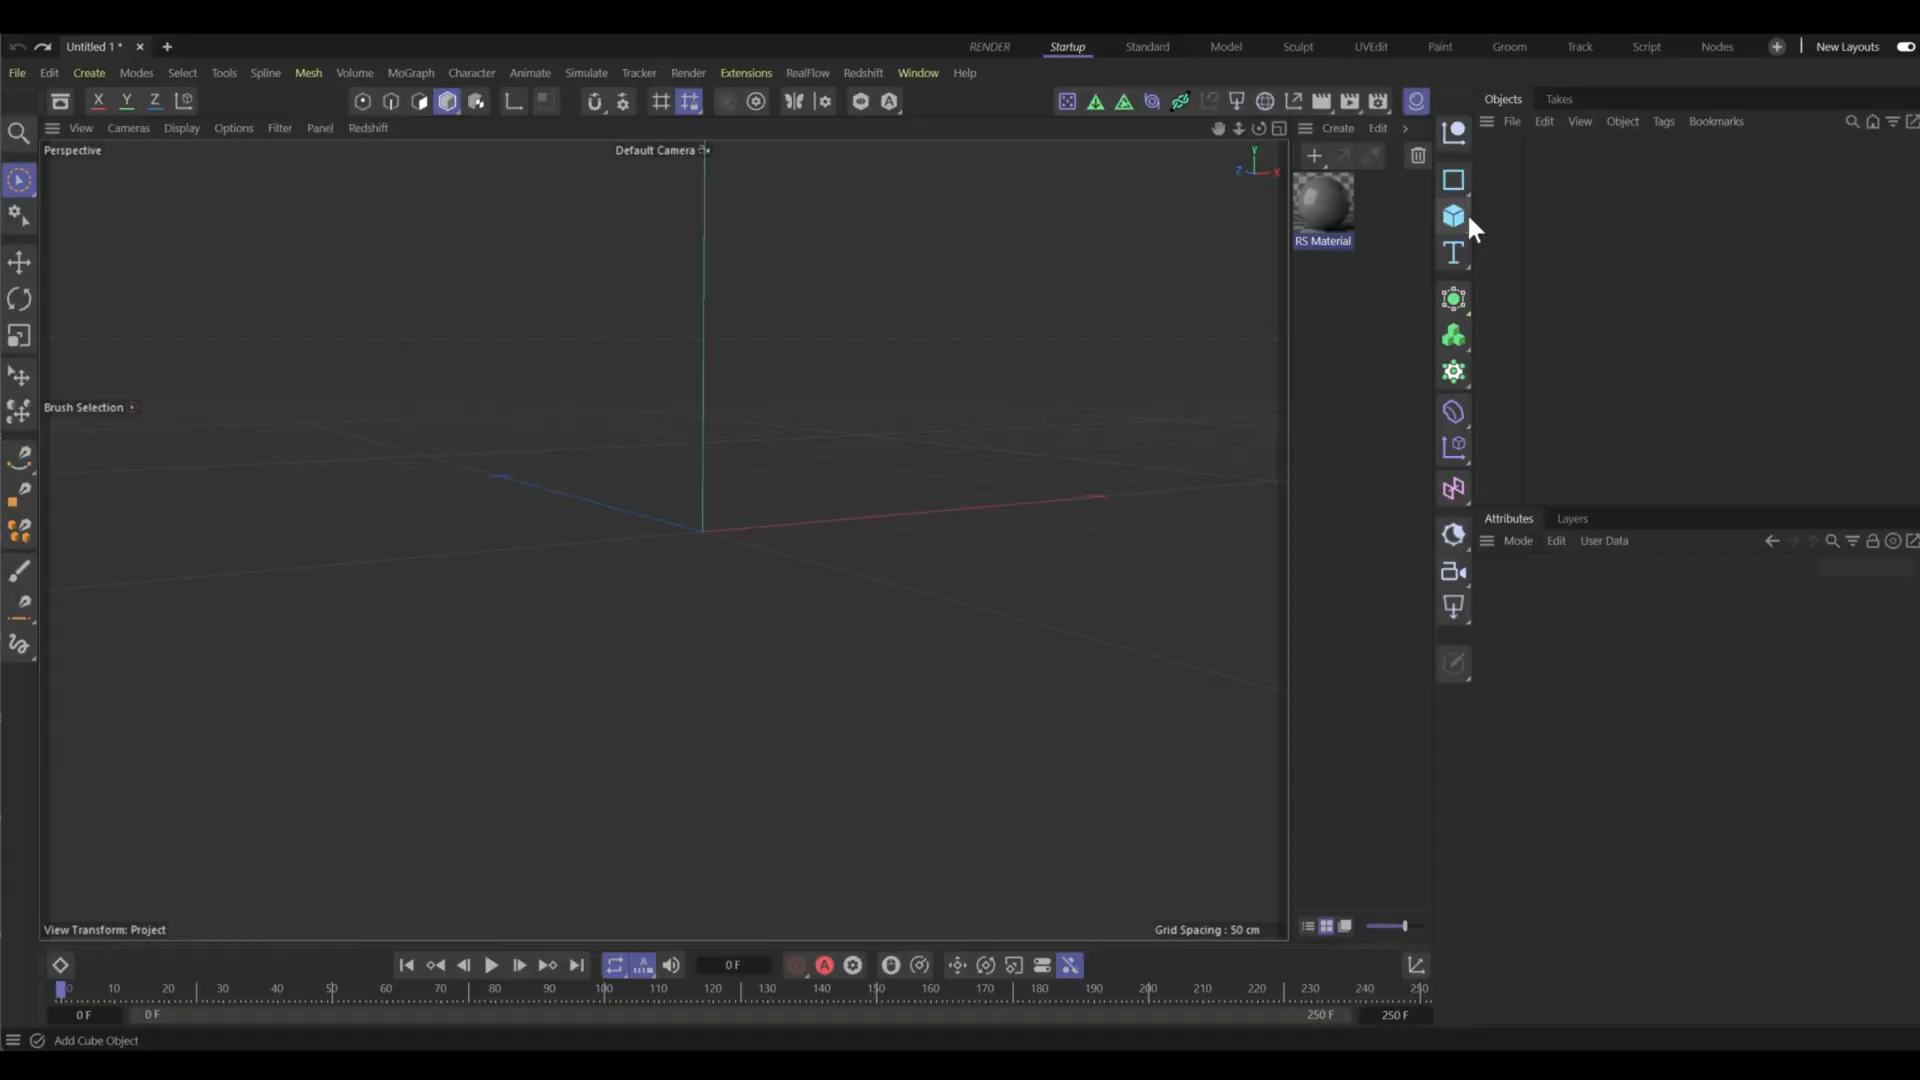 Untitled 1 *
RENDER Startup Standard Model Sculpt UVEdit Paint Groom Track Script Nodes New Layouts
File Edit Create Modes Select Tools Spline Mesh Volume MoGraph Character Animate Simulate Tracker Render Extensions RealFlow Redshift Window Help
X Y Z
Objects Takes
View Cameras Display Options Filter Panel Redshift
Create Edit
File Edit View Object Tags Bookmarks
Perspective
Default Camera
Y
Z X
RS Material
Brush Selection
Attributes Layers
Mode Edit User Data
View Transform: Project
Grid Spacing : 50 cm
0 F
0 10 20 30 40 50 60 70 80 90 100 110 120 130 140 150 160 170 180 190 200 210 220 230 240 250
0 F 0 F 250 F 250 F
Add Cube Object